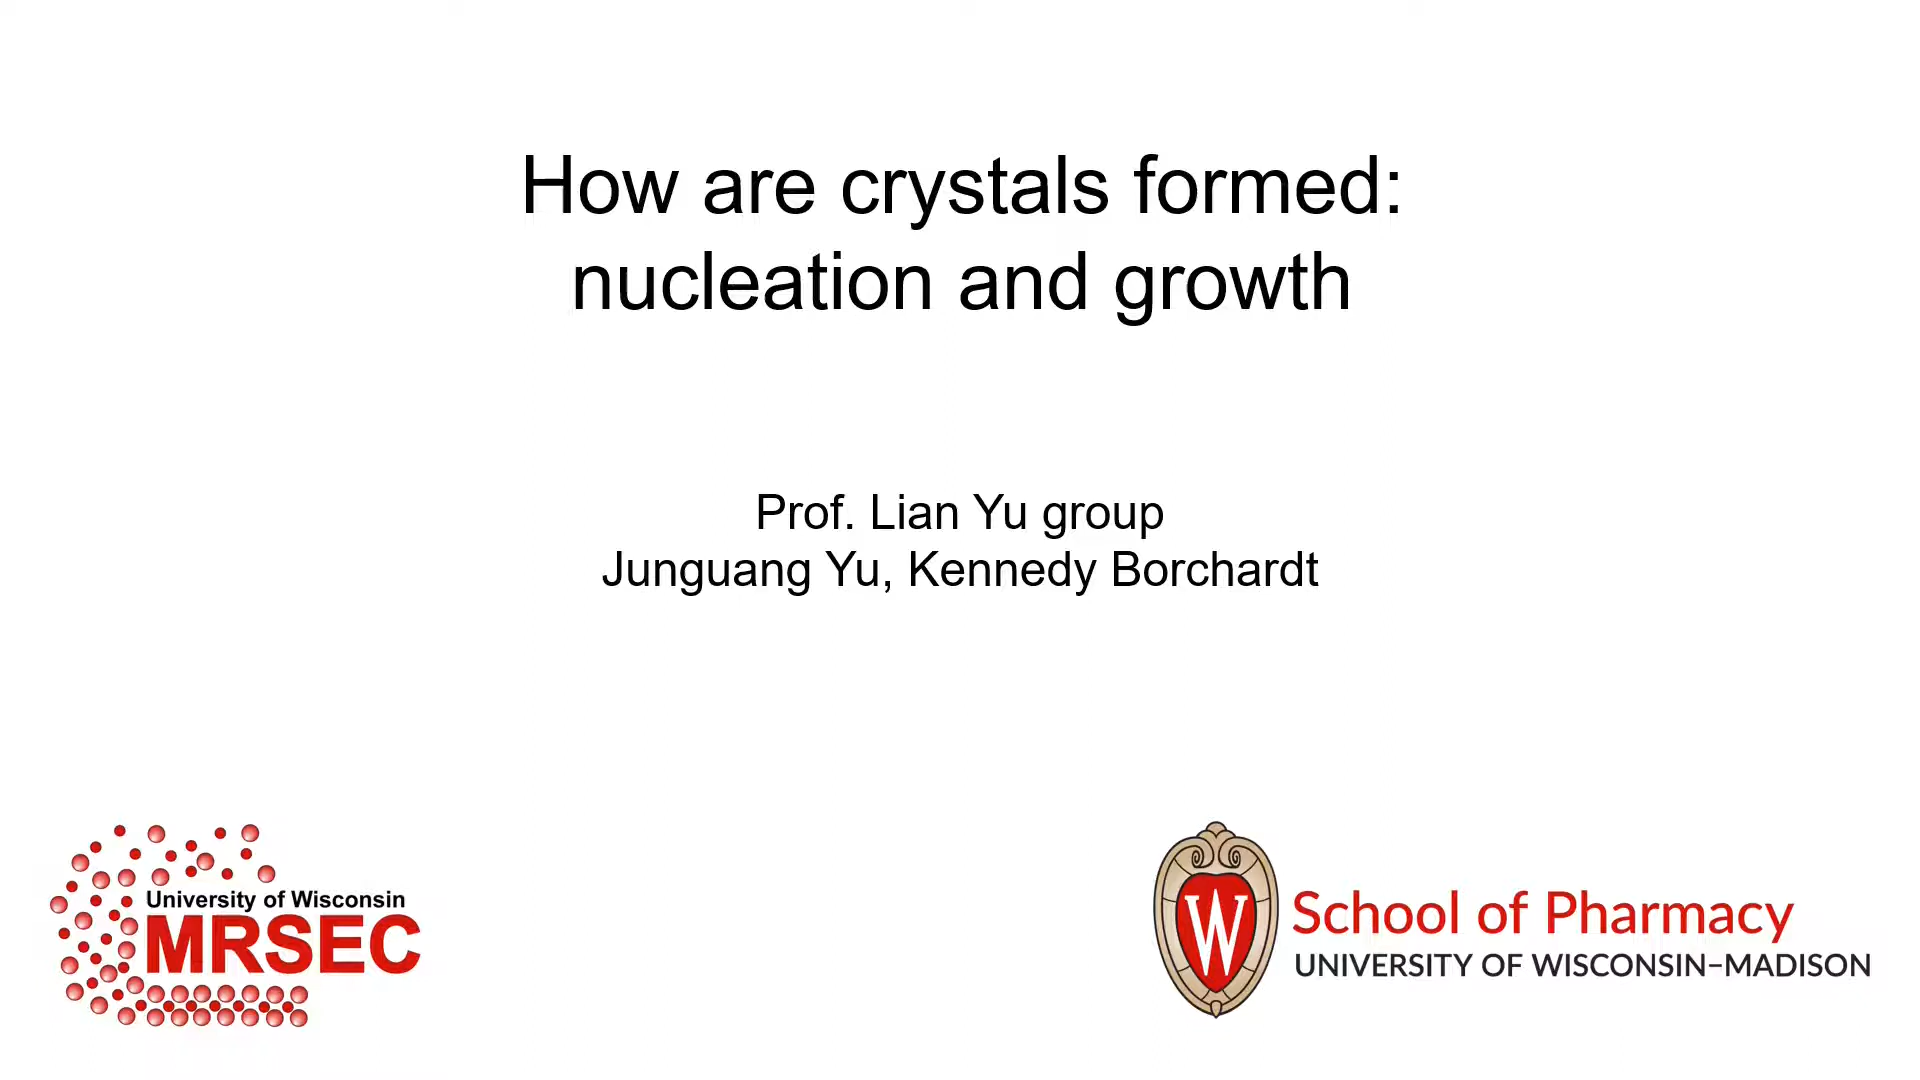 How are crystals formed:
nucleation and growth
Prof. Lian Yu group
Junguang Yu, Kennedy Borchardt
University of Wisconsin
MRSEC
W
School of Pharmacy
UNIVERSITY OF WISCONSIN–MADISON